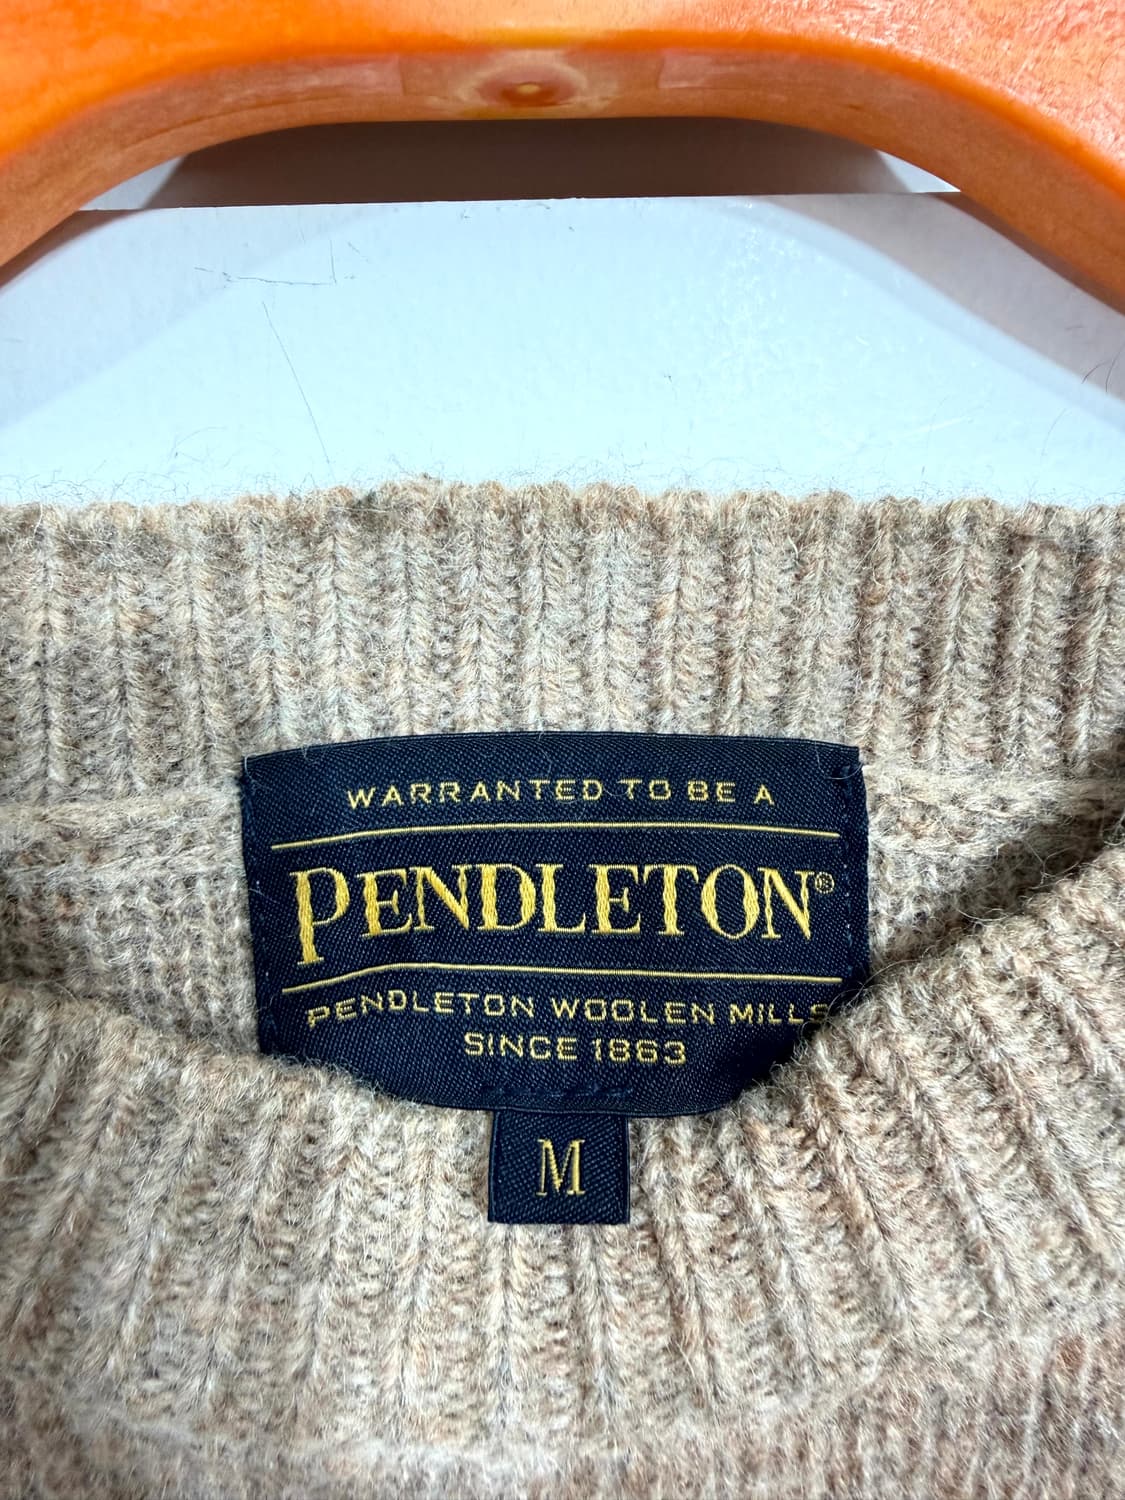 WARRANTED TO BE A
PENDLETON®
PENDLETON WOOLEN MILLS
SINCE 1863
M